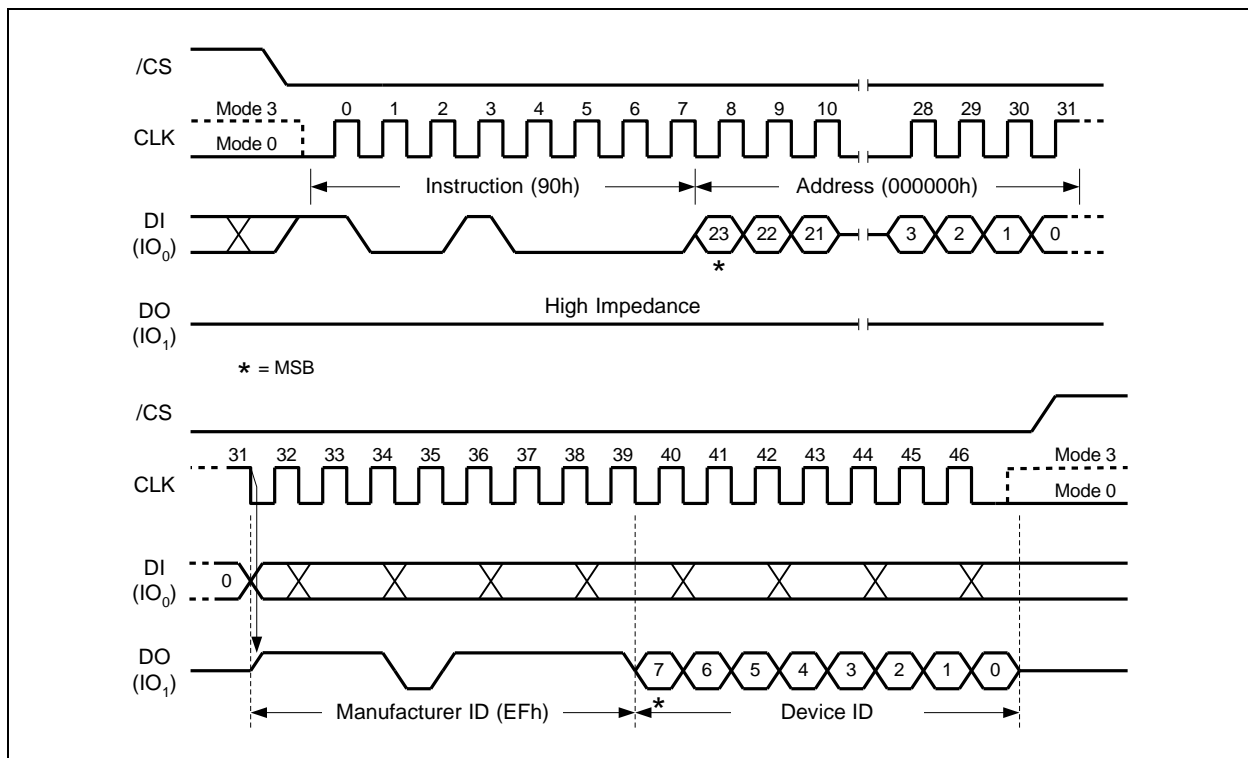 /CS
Mode 3 0 1 2 3 4 5 6 7 8 9 10 28 29 30 31
CLK
Mode 0
Instruction (90h) Address (000000h)
DI
(IO0)
23 22 21 3 2 1 0
*
DO
(IO1)
High Impedance
* = MSB
/CS
31 32 33 34 35 36 37 38 39 40 41 42 43 44 45 46 Mode 3
CLK
Mode 0
DI
(IO0)
0
DO
(IO1)
7 6 5 4 3 2 1 0
*
Manufacturer ID (EFh) Device ID